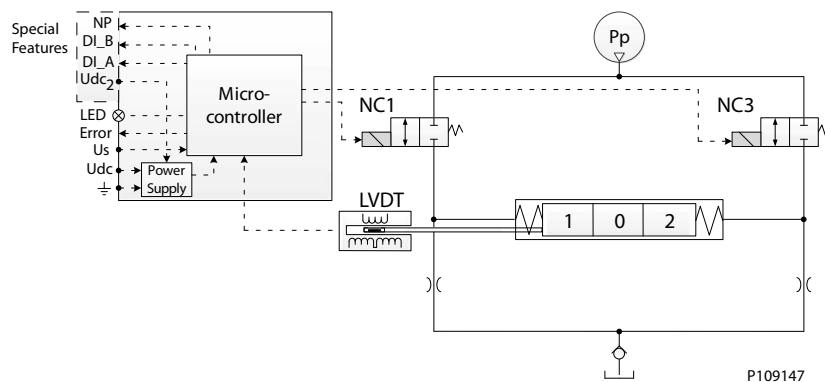 Special
Features
NP
DI_B
DI_A
Udc2
LED
Error
Us
Udc
Micro-
controller
Power
Supply
Pp
NC1
NC3
LVDT
1 0 2
P109147